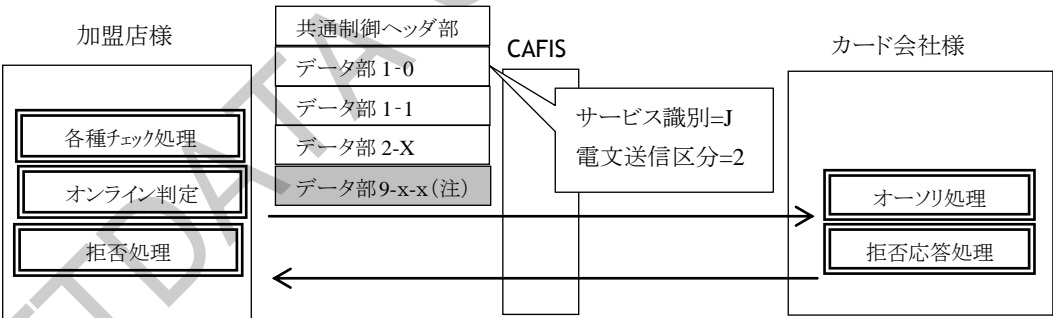 加盟店様
共通制御ヘッダ部
データ部 1-0
データ部 1-1
データ部 2-X
データ部9-x-x(注)
CAFIS
カード会社様
サービス識別=J
電文送信区分=2
各種チェック処理
オンライン判定
拒否処理
オーソリ処理
拒否応答処理
TDATA